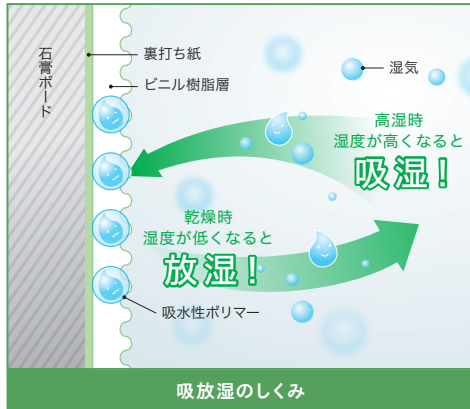 石膏ボード
裏打ち紙
ビニル樹脂層
湿気
高湿時
湿度が高くなると
吸湿！
乾燥時
湿度が低くなると
放湿！
吸水性ポリマー
吸放湿のしくみ